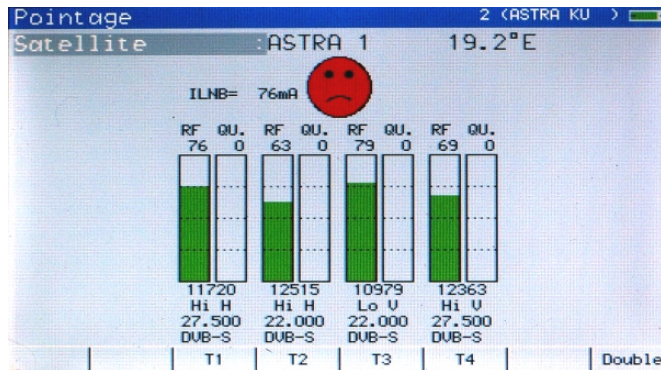 Pointage 2 (ASTRA KU )
Satellite :ASTRA 1 19.2°E
ILNB= 76mA
RF QU. RF QU. RF QU. RF QU.
76 0 63 0 79 0 69 0
11720 12515 10979 12363
Hi H Hi H Lo V Hi V
27.500 22.000 22.000 27.500
DVB-S DVB-S DVB-S DVB-S
T1 T2 T3 T4 Double